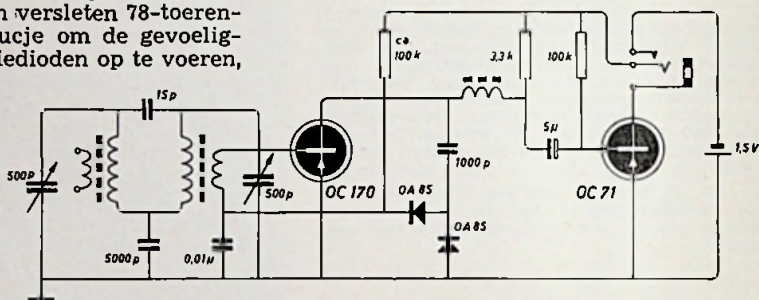 n versleten 78-toeren-
ucje om de gevoelig-
iedioden op te voeren,
ca.
100k
3,3k
100k
15p
5µ
500p
500p
1000p
1,5V
OC 170
OC 71
OA 85
OA 85
5000p
0,01µ